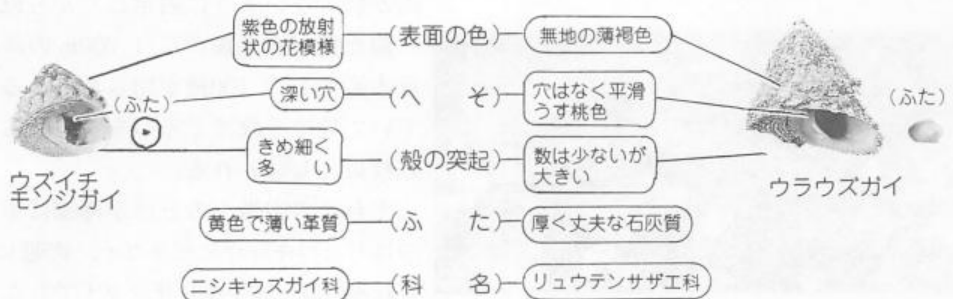 紫色の放射
状の花模様
(表面の色)
無地の薄褐色
深い穴
(へそ)
穴はなく平滑
うす桃色
きめ細く
多い
(殻の突起)
数は少ないが
大きい
黄色で薄い革質
(ふた)
厚く丈夫な石灰質
ニシキウズガイ科
(科名)
リュウテンサザエ科
(ふた)
ウズイチ
モンジガイ
(ふた)
ウラウズガイ